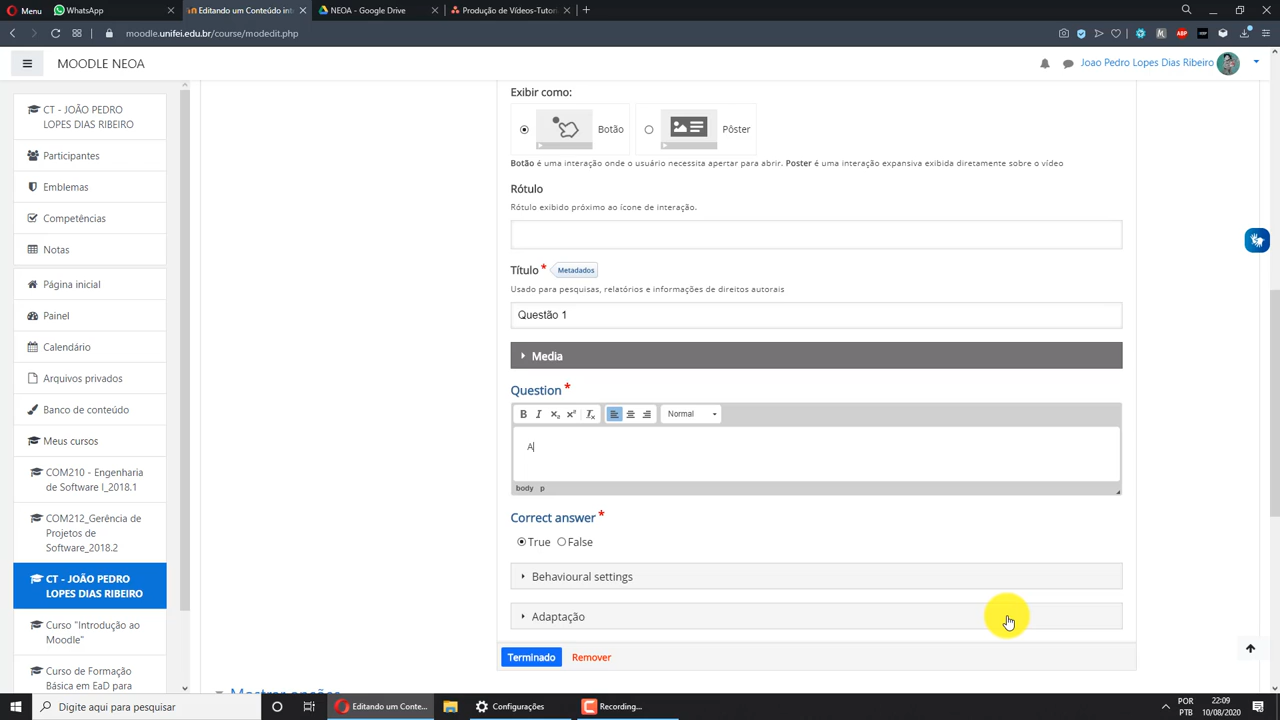 Menu
WhatsApp
Editando um Conteúdo int
NEOA - Google Drive
Produção de Vídeos-Tutori
moodle.unifei.edu.br/course/modedit.php
ABP
MOODLE NEOA
Joao Pedro Lopes Dias Ribeiro
CT - JOÃO PEDRO
LOPES DIAS RIBEIRO
Participantes
Emblemas
Competências
Notas
Página inicial
Painel
Calendário
Arquivos privados
Banco de conteúdo
Meus cursos
COM210 - Engenharia
de Software I_2018.1
COM212_Gerência de
Projetos de
Software_2018.2
CT - JOÃO PEDRO
LOPES DIAS RIBEIRO
Curso "Introdução ao
Moodle"
Curso de Formação
Básica em EaD para
Exibir como:
Botão
Pôster
Botão é uma interação onde o usuário necessita apertar para abrir. Poster é uma interação expansiva exibida diretamente sobre o vídeo
Rótulo
Rótulo exibido próximo ao ícone de interação.
Título * Metadados
Usado para pesquisas, relatórios e informações de direitos autorais
Questão 1
Media
Question *
B I x₂ x² Ix Normal
A
body p
Correct answer *
True False
Behavioural settings
Adaptação
Terminado Remover
Mostrar opções
Digite aqui para pesquisar
Editando um Conte...
Configurações
Recording...
POR
PTB
22:09
10/08/2020